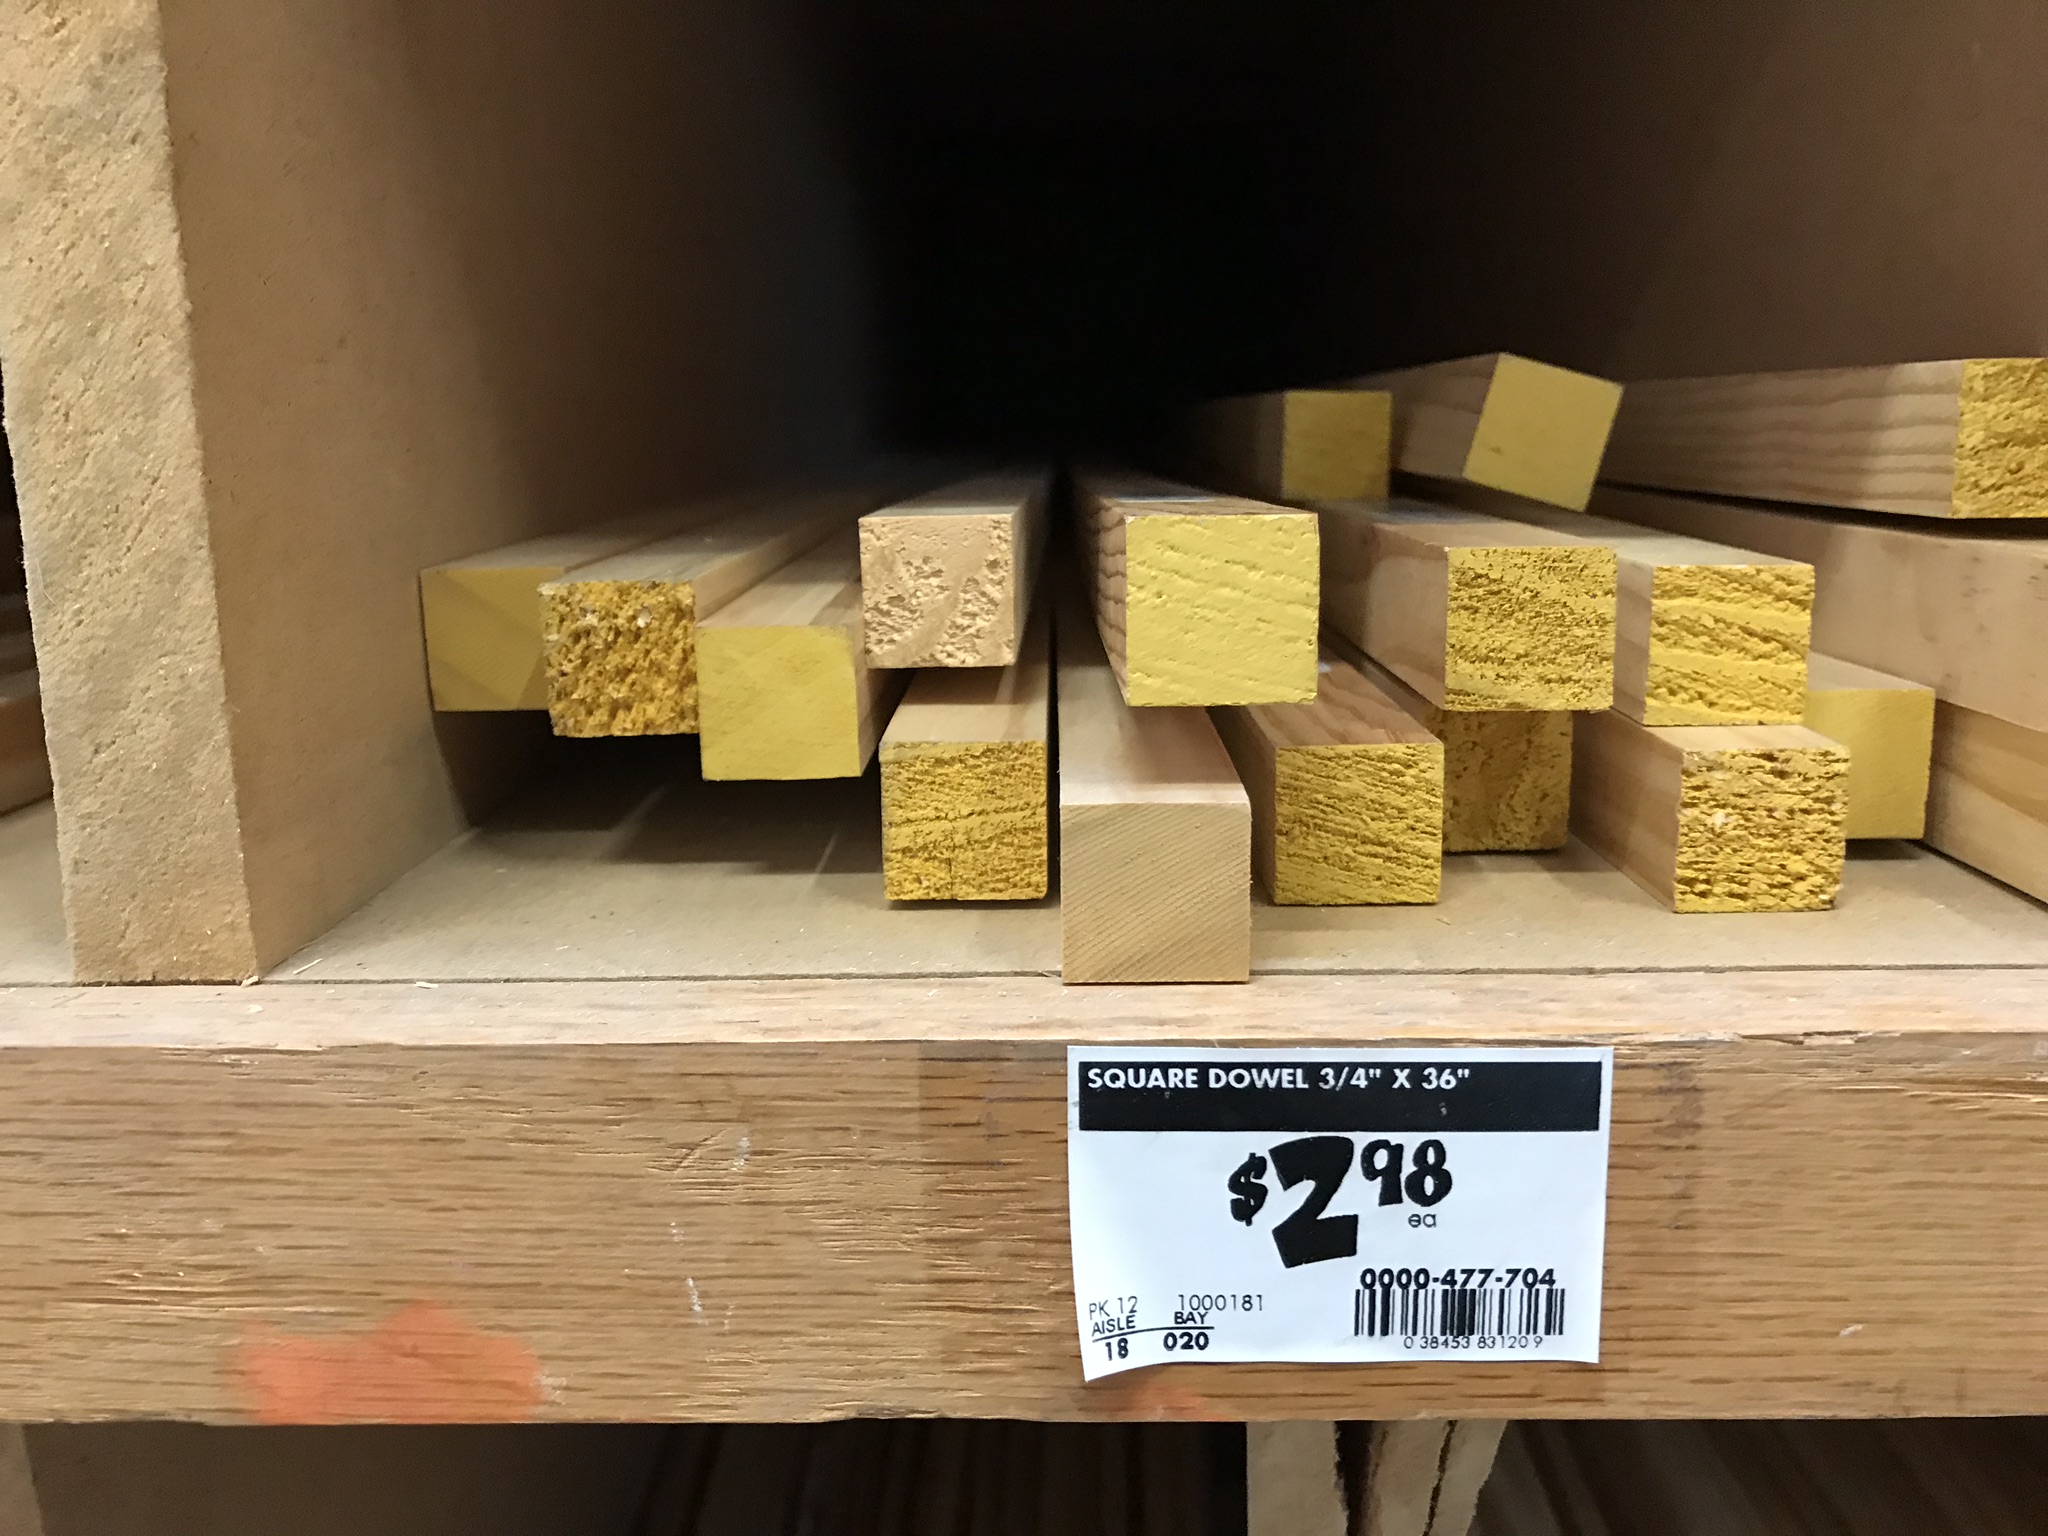 SQUARE DOWEL 3/4" X 36"
$2 98
ea
0000-477-704
PK 12 1000181
AISLE BAY
18 020
0 38453 83120 9